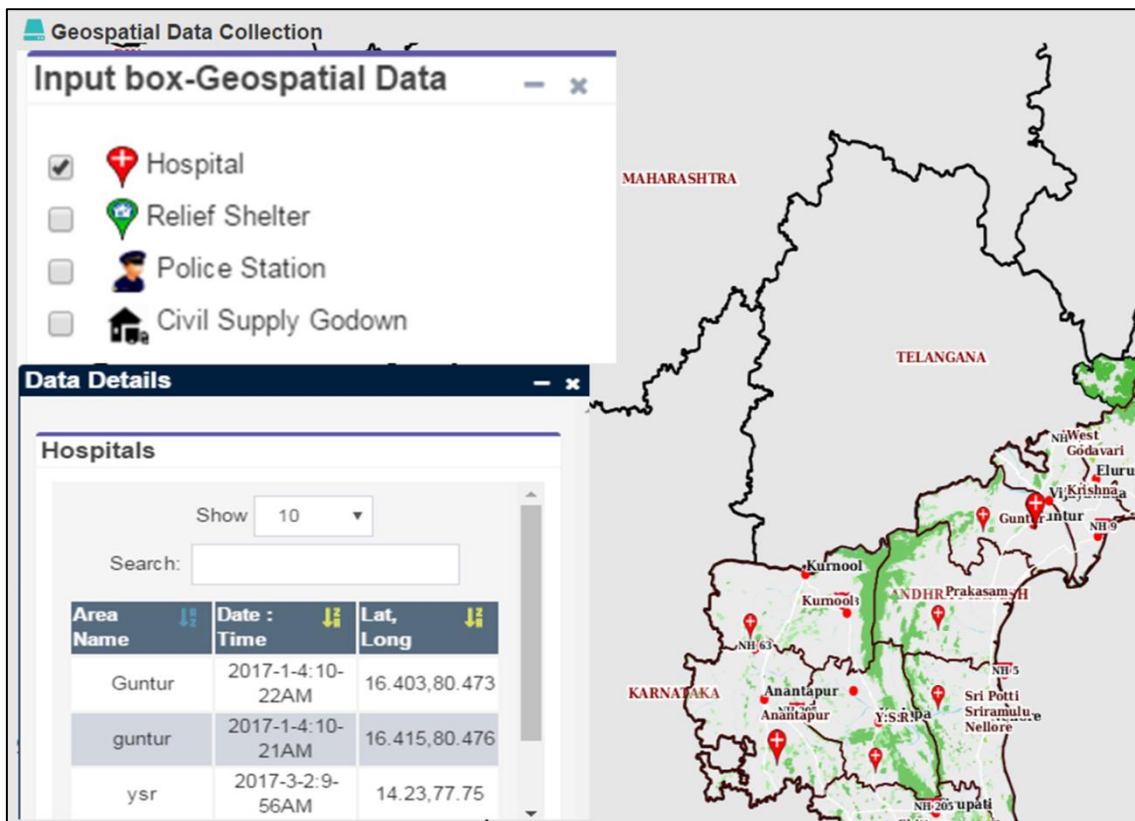 Geospatial Data Collection
Input box-Geospatial Data
Hospital
Relief Shelter
Police Station
Civil Supply Godown
Data Details
Hospitals
Show 10
Search:
Area Name
Date : Time
Lat, Long
Guntur 2017-1-4:10-22AM 16.403,80.473
guntur 2017-1-4:10-21AM 16.415,80.476
ysr 2017-3-2:9-56AM 14.23,77.75
MAHARASHTRA
TELANGANA
NH
West
Godavari
Eluru
Krishna
Guntur
NH 9
Kurnool
Kurnool
Prakasam
NH 63
NH 5
KARNATAKA
Anantapur
Anantapur
Y.S.R.
Sri Potti
Sriramulu
Nellore
NH 205